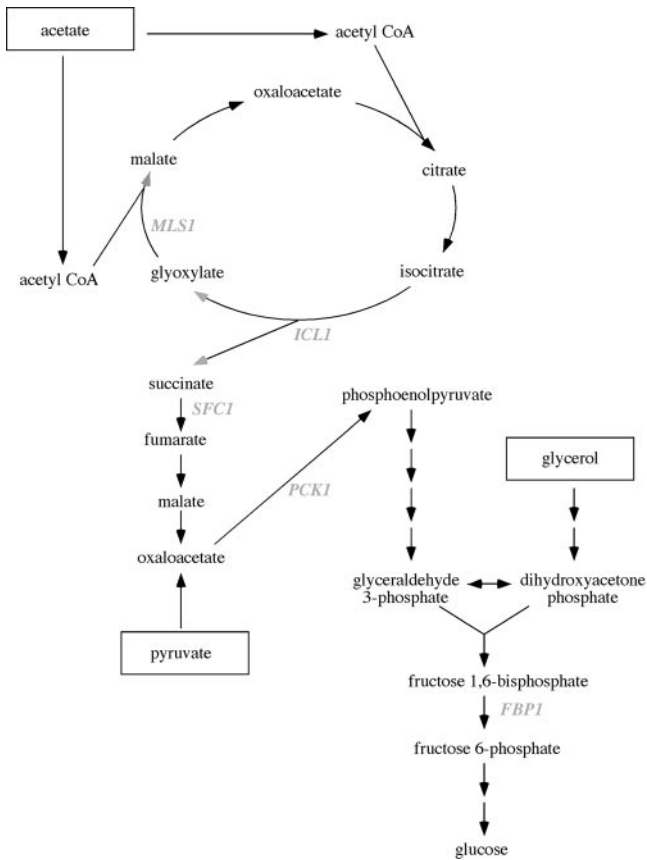 acetate
acetyl CoA
oxaloacetate
malate
citrate
MLS1
acetyl CoA
glyoxylate
isocitrate
ICL1
succinate
phosphoenolpyruvate
SFC1
fumarate
glycerol
PCK1
malate
oxaloacetate
glyceraldehyde
3-phosphate
dihydroxyacetone
phosphate
pyruvate
fructose 1,6-bisphosphate
FBP1
fructose 6-phosphate
glucose